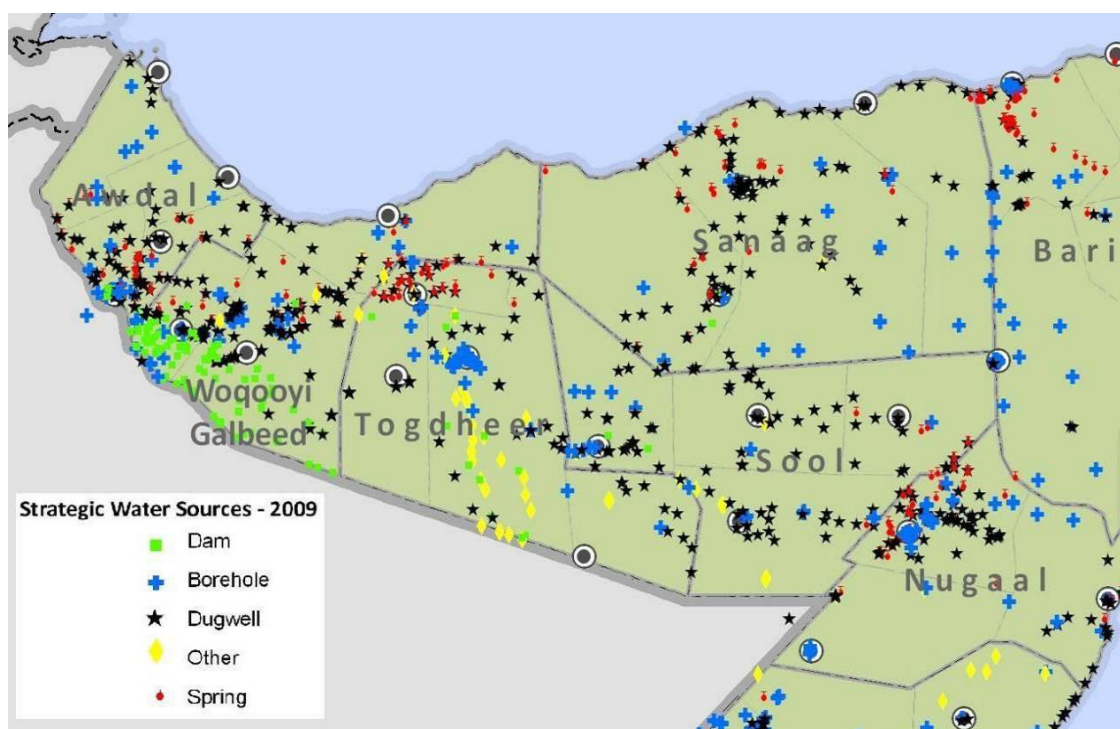 Awdal
Sanaag
Bari
Woqooyi
Galbeed
Togdheer
Sool
Nugaal
Strategic Water Sources - 2009
Dam
Borehole
Dugwell
Other
Spring